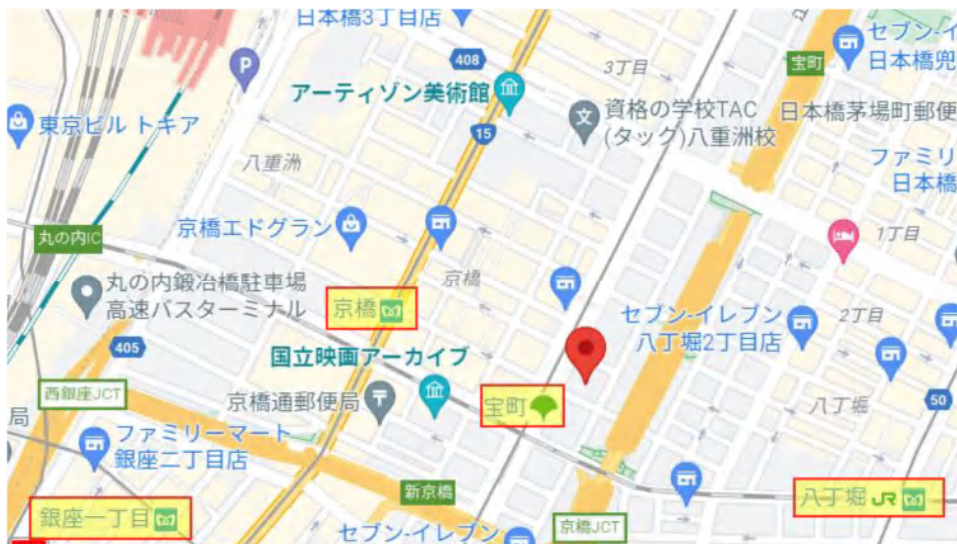 日本橋3丁目店
セブン-イ
日本橋兜
408
3丁目
宝町
アーティゾン美術館
P
15
資格の学校TAC
(タック)八重洲校
日本橋茅場町郵便
東京ビル トキア
八重洲
ファミリ
日本橋
京橋エドグラン
1丁目
丸の内IC
京橋
丸の内鍛冶橋駐車場
高速バスターミナル
京橋
セブン-イレブン
八丁堀2丁目店
2丁目
405
国立映画アーカイブ
西銀座JCT
京橋通郵便局
宝町
八丁堀
50
局
ファミリーマート
銀座二丁目店
新京橋
八丁堀 JR
銀座一丁目
セブン-イレブン
京橋JCT